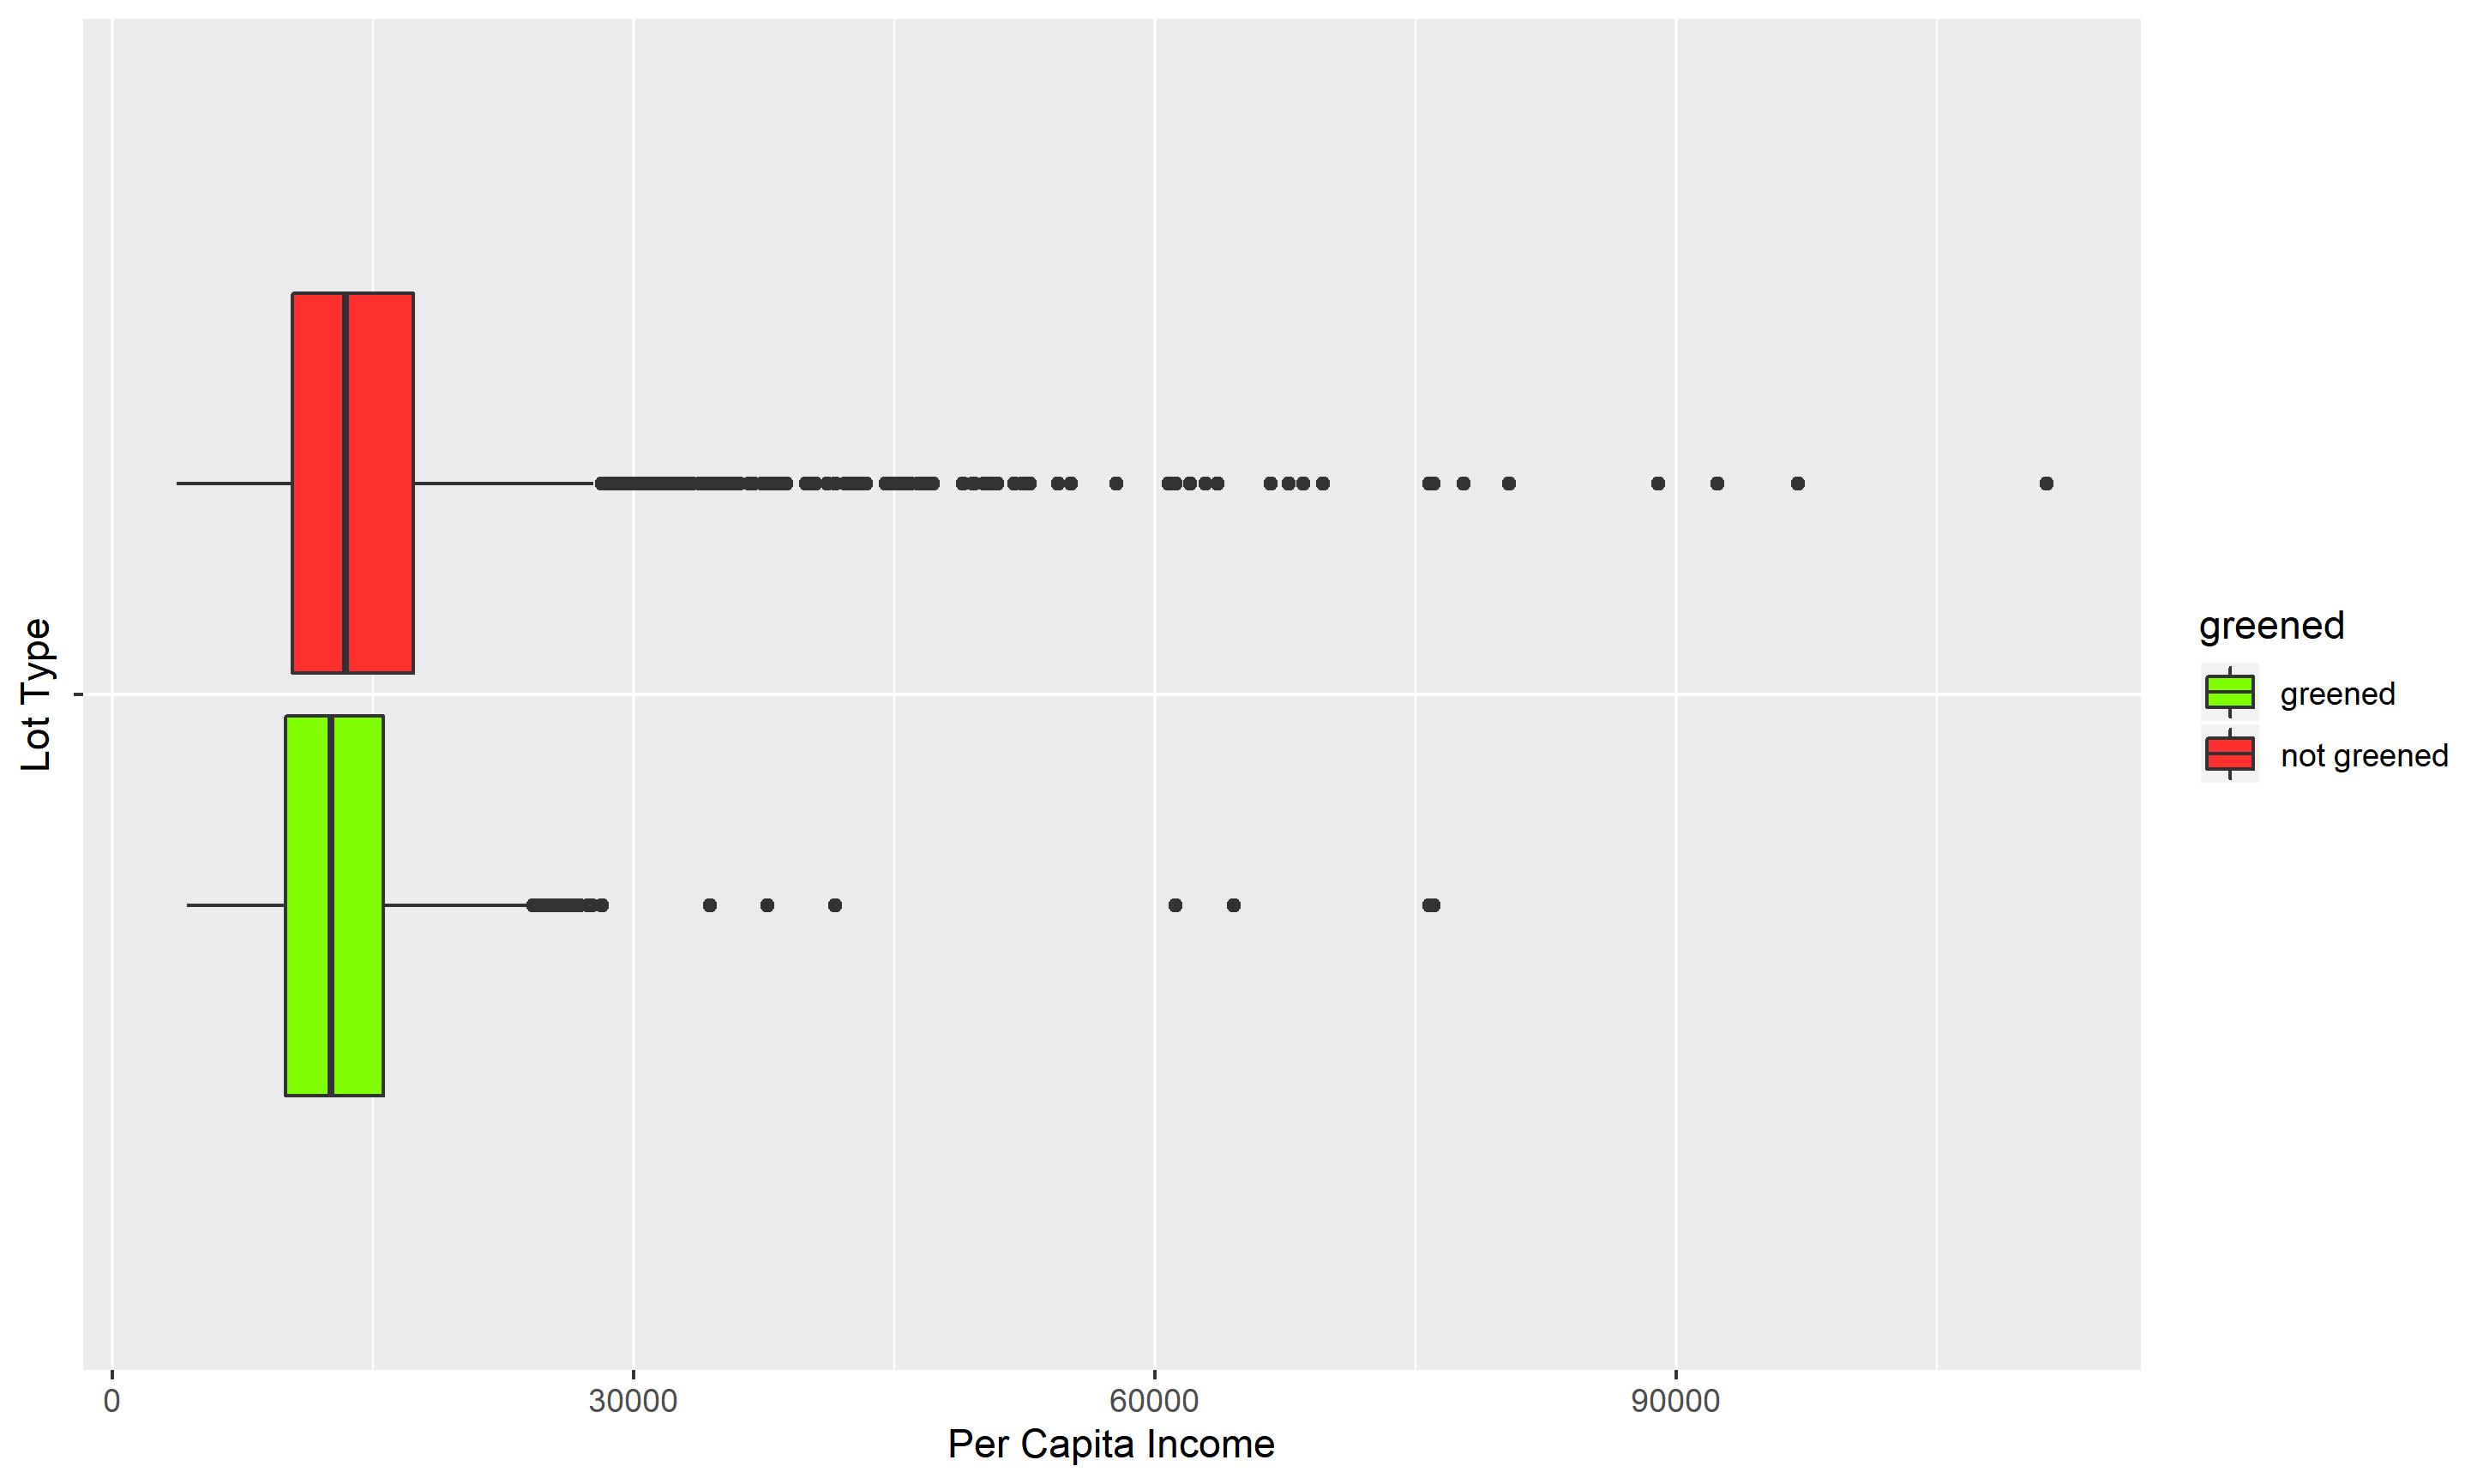 Lot Type
0
30000
60000
90000
Per Capita Income
greened
greened
not greened